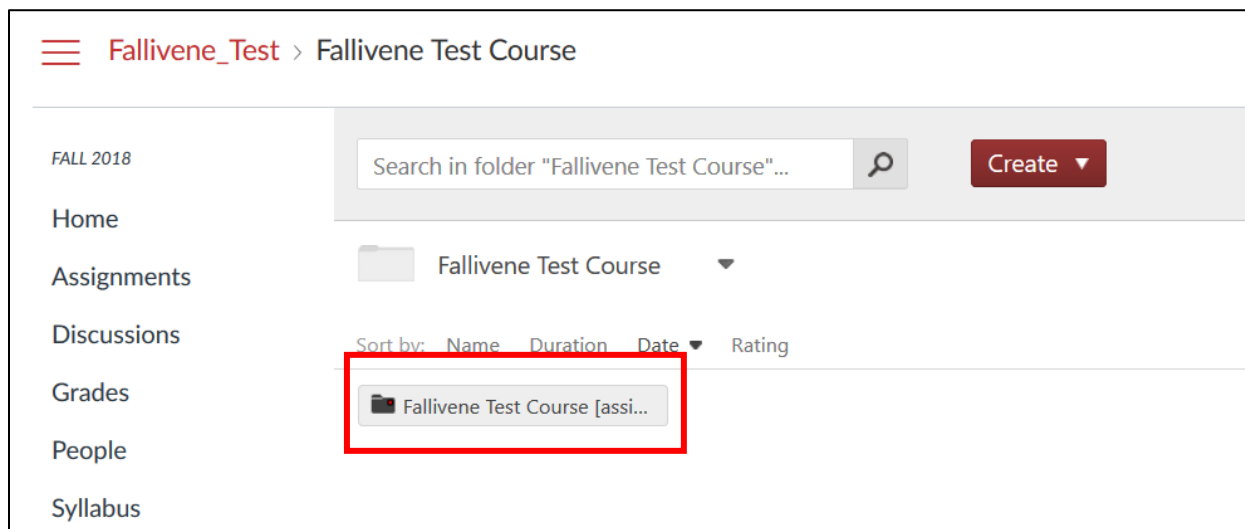 Fallivene_Test > Fallivene Test Course
FALL 2018
Home
Assignments
Discussions
Grades
People
Syllabus
Search in folder "Fallivene Test Course"...
Create
Fallivene Test Course
Sort by: Name Duration Date Rating
Fallivene Test Course [assi...